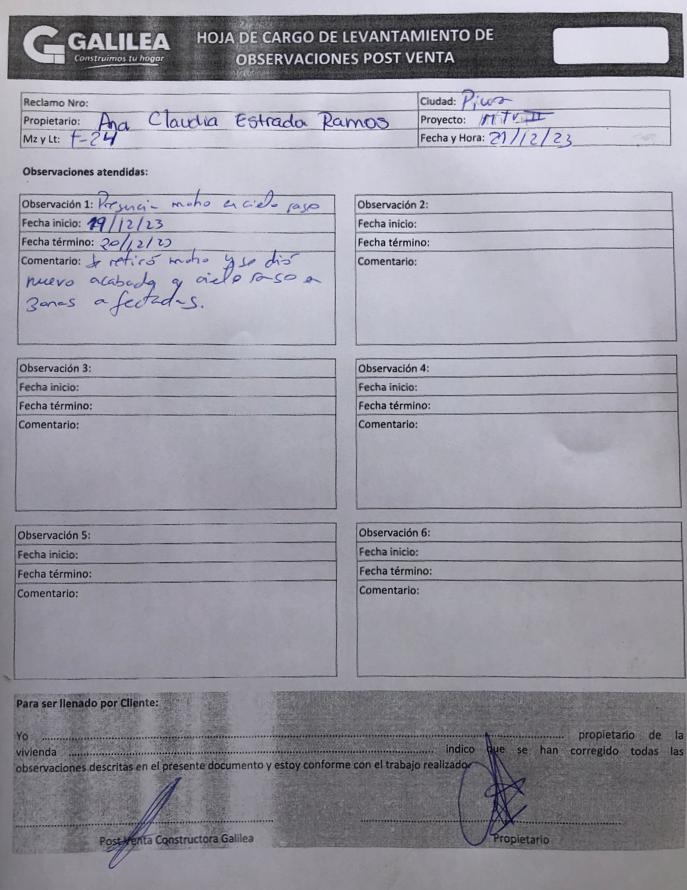 GALILEA
Construimos tu hogar
HOJA DE CARGO DE LEVANTAMIENTO DE
OBSERVACIONES POST VENTA
Reclamo Nro:
Ciudad: Piura
Propietario: Ana Claudia Estrada Ramos
Proyecto: MTV II
Mz y Lt: F-24
Fecha y Hora: 21/12/23
Observaciones atendidas:
Observación 1: Presencia moho en cielo raso
Fecha inicio: 19/12/23
Fecha término: 20/12/23
Comentario: Se retiró moho y se dió
nuevo acabado a cielo raso en
zonas afectadas.
Observación 2:
Fecha inicio:
Fecha término:
Comentario:
Observación 3:
Fecha inicio:
Fecha término:
Comentario:
Observación 4:
Fecha inicio:
Fecha término:
Comentario:
Observación 5:
Fecha inicio:
Fecha término:
Comentario:
Observación 6:
Fecha inicio:
Fecha término:
Comentario:
Para ser llenado por Cliente:
Yo ........ propietario de la
vivienda ........ indico que se han corregido todas las
observaciones descritas en el presente documento y estoy conforme con el trabajo realizado.
Post Venta Constructora Galilea
Propietario